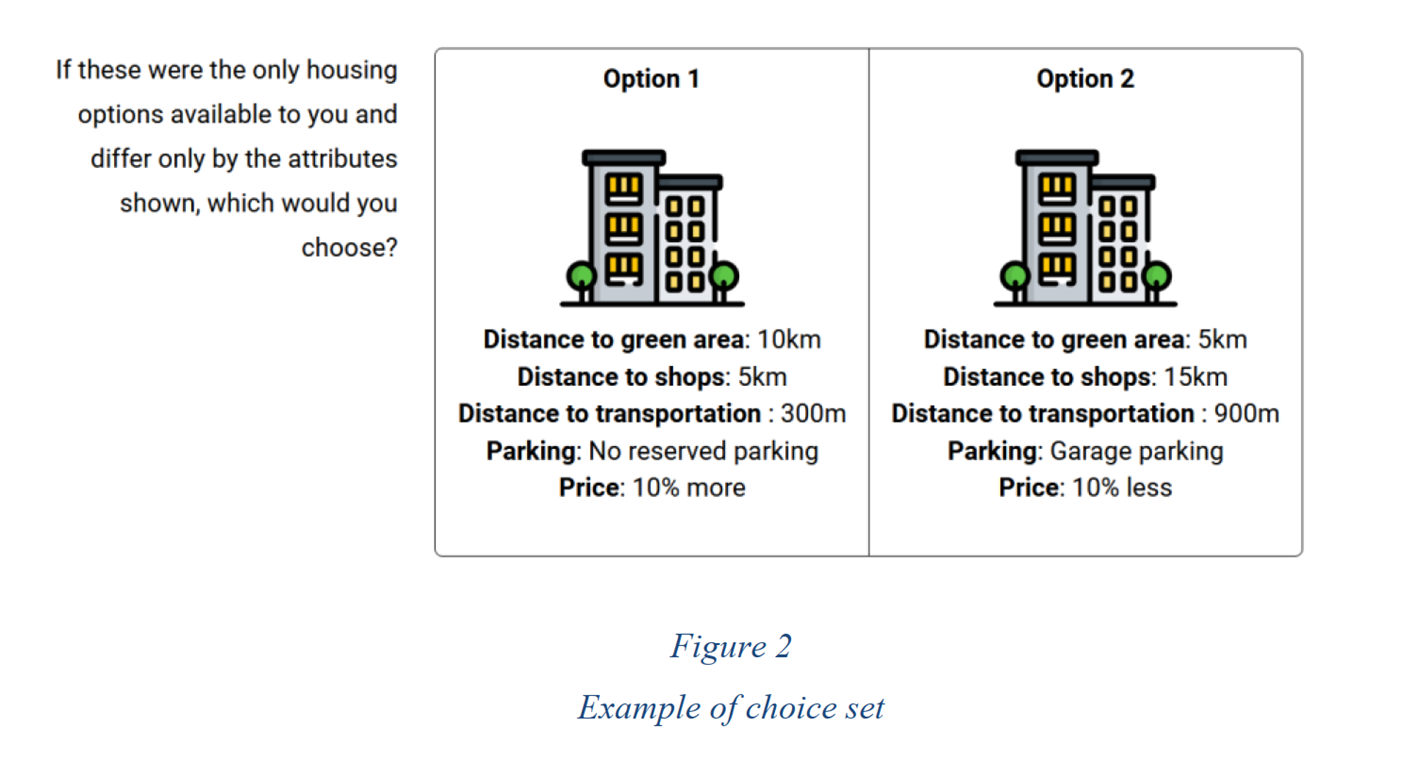 If these were the only housing
options available to you and
differ only by the attributes
shown, which would you
choose?
Option 1
Distance to green area: 10km
Distance to shops: 5km
Distance to transportation : 300m
Parking: No reserved parking
Price: 10% more
Option 2
Distance to green area: 5km
Distance to shops: 15km
Distance to transportation : 900m
Parking: Garage parking
Price: 10% less
Figure 2
Example of choice set